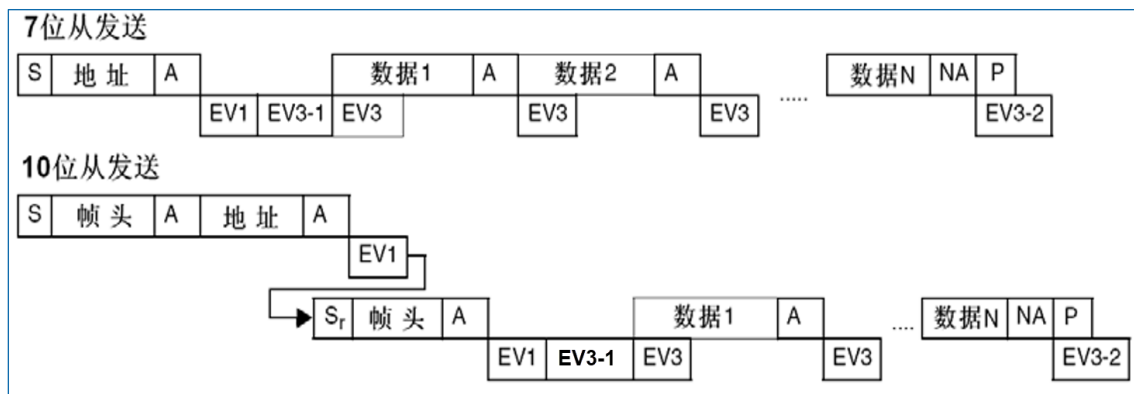 7位从发送
S 地址 A 数据1 A 数据2 A ..... 数据N NA P
EV1 EV3-1 EV3 EV3 EV3 EV3-2
10位从发送
S 帧头 A 地址 A
EV1
Sr 帧头 A 数据1 A .... 数据N NA P
EV1 EV3-1 EV3 EV3 EV3-2